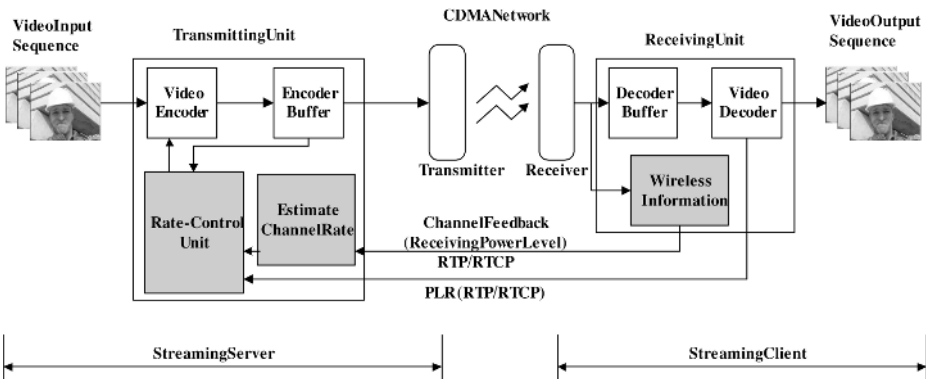 CDMANetwork
VideoInput
Sequence
TransmittingUnit
ReceivingUnit
VideoOutput
Sequence
Video
Encoder
Encoder
Buffer
Decoder
Buffer
Video
Decoder
Transmitter
Receiver
Rate-Control
Unit
Estimate
ChannelRate
Wireless
Information
ChannelFeedback
(ReceivingPowerLevel)
RTP/RTCP
PLR(RTP/RTCP)
StreamingServer
StreamingClient